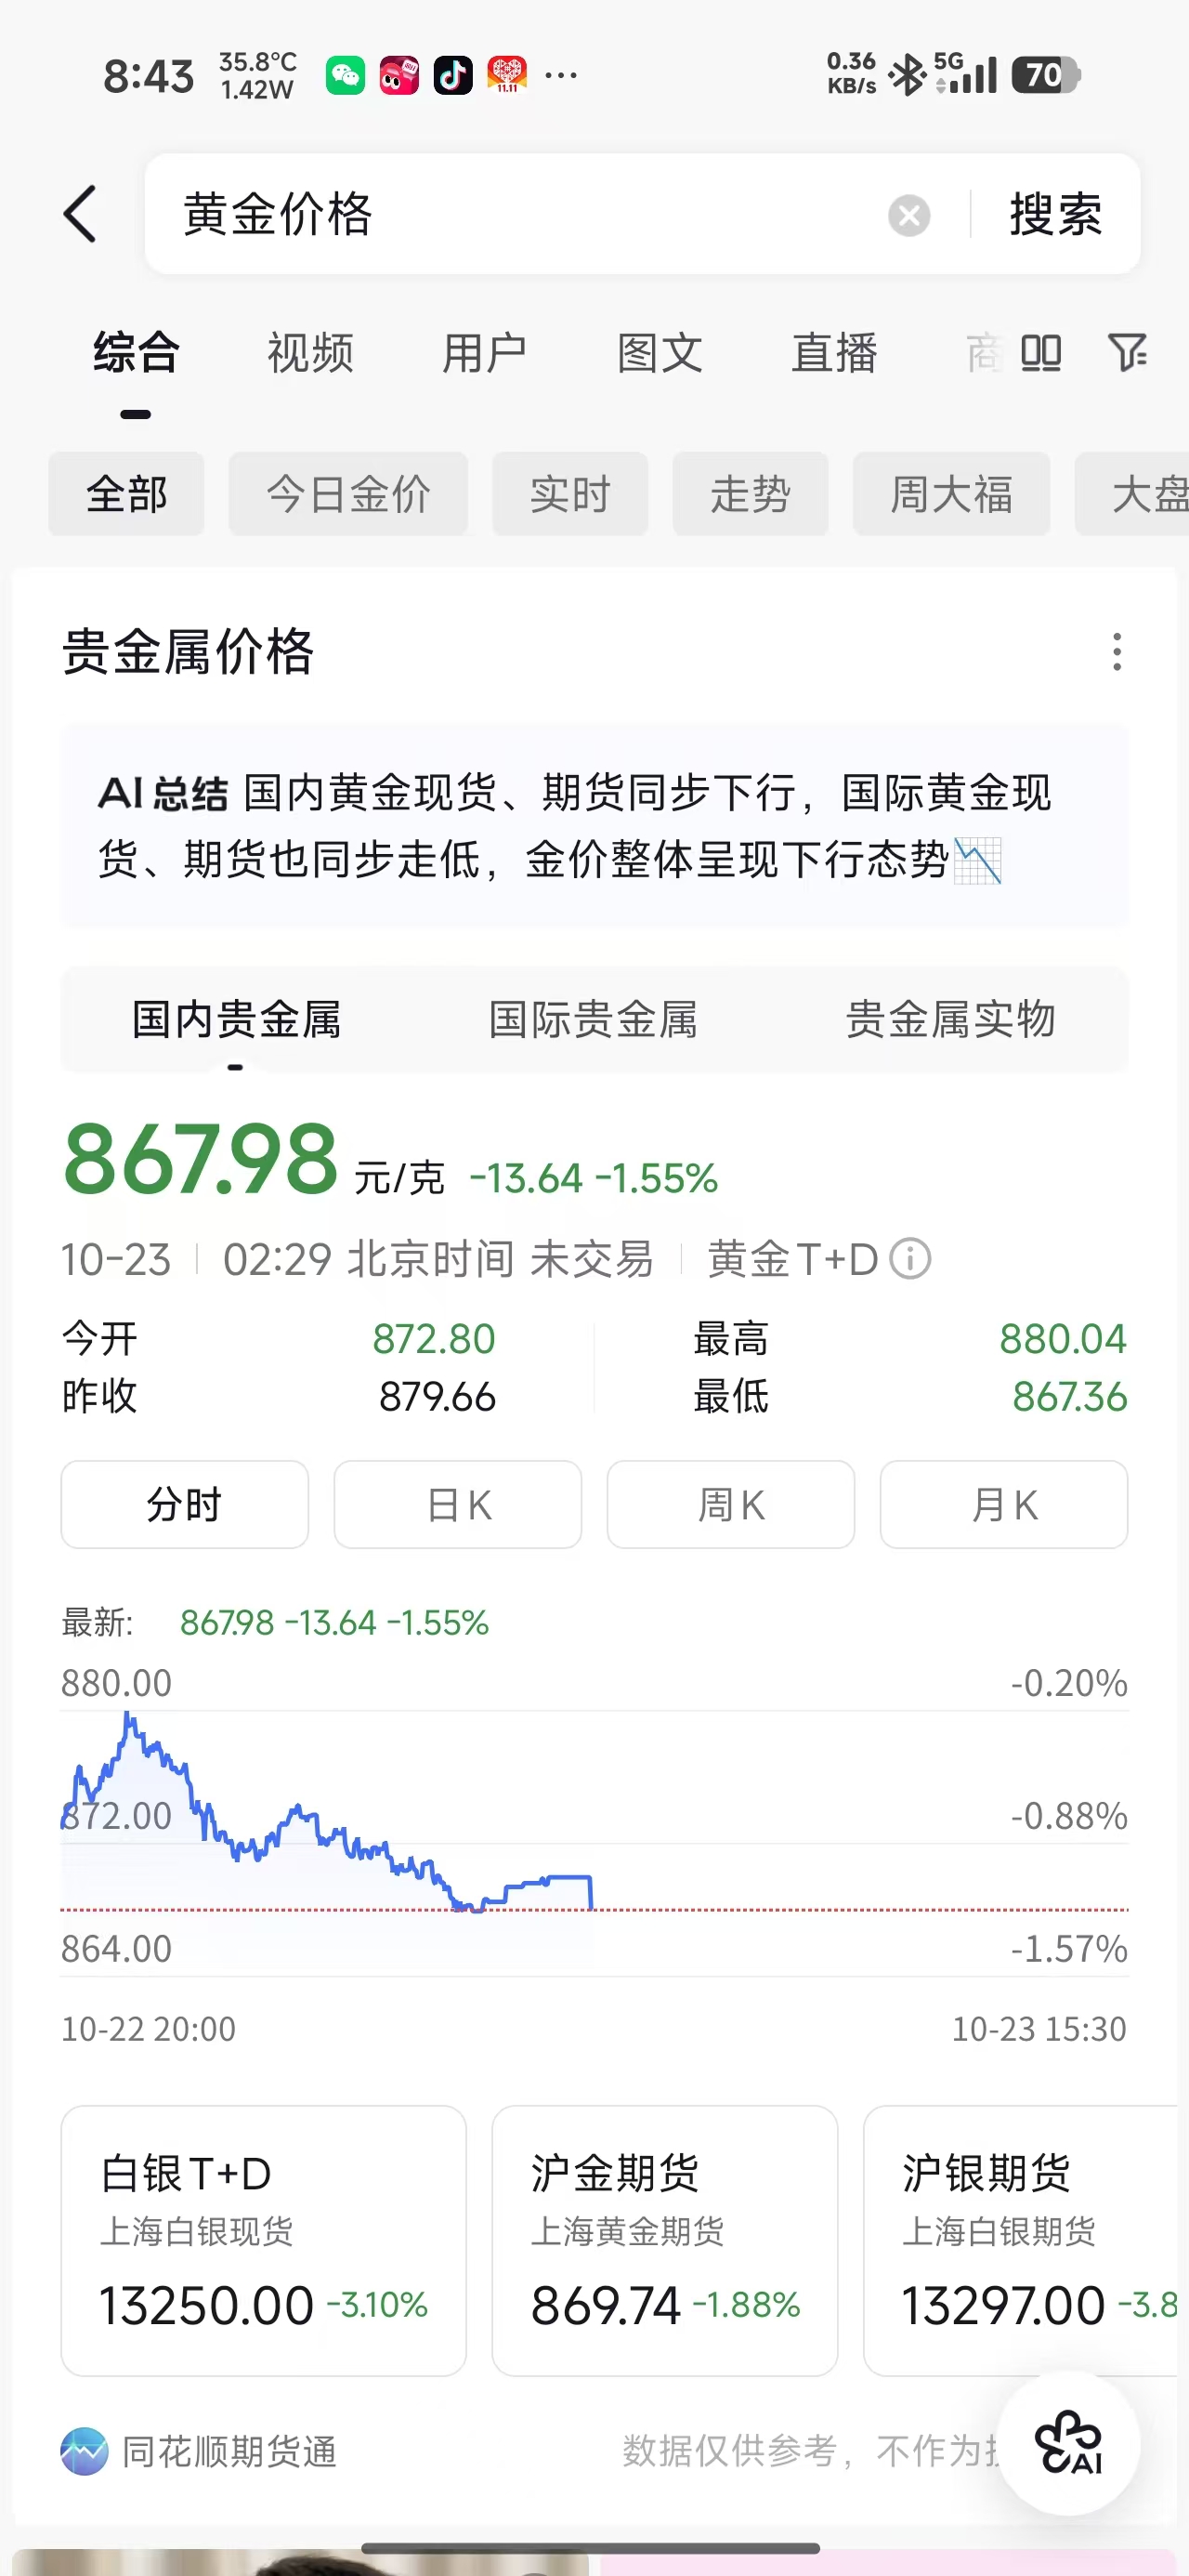 8:43 35.8°C 1.42W 11.11 ... 0.36 KB/s 5G 70
黄金价格 搜索
综合 视频 用户 图文 直播 商
全部 今日金价 实时 走势 周大福 大盘
贵金属价格
AI 总结 国内黄金现货、期货同步下行，国际黄金现
货、期货也同步走低，金价整体呈现下行态势
国内贵金属 国际贵金属 贵金属实物
867.98 元/克 -13.64 -1.55%
10-23 02:29 北京时间 未交易 黄金T+D
今开 872.80 最高 880.04
昨收 879.66 最低 867.36
分时 日K 周K 月K
最新: 867.98 -13.64 -1.55%
880.00 -0.20%
872.00 -0.88%
864.00 -1.57%
10-22 20:00 10-23 15:30
白银T+D 沪金期货 沪银期货
上海白银现货 上海黄金期货 上海白银期货
13250.00 -3.10% 869.74 -1.88% 13297.00 -3.8
同花顺期货通 数据仅供参考，不作为 AI